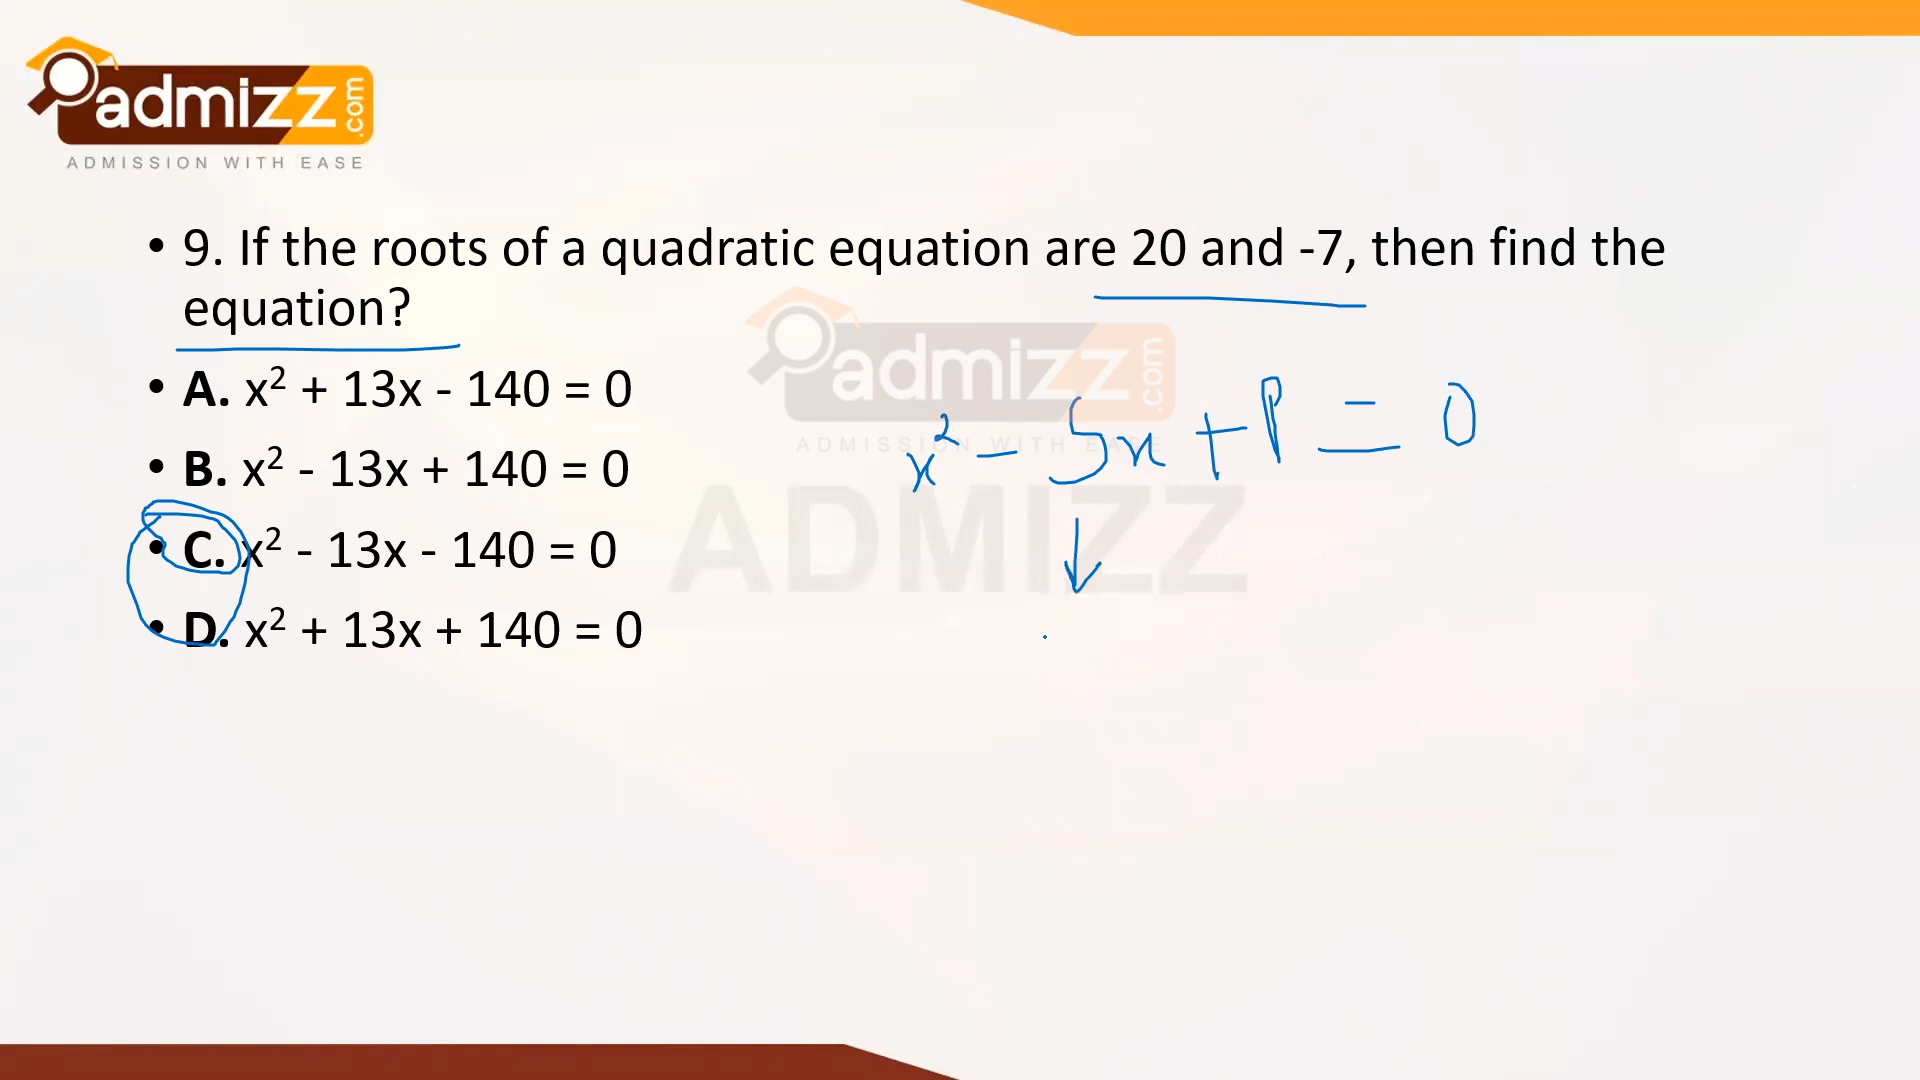 admizz.com
ADMISSION WITH EASE
• 9. If the roots of a quadratic equation are 20 and -7, then find the
equation?
• A. x² + 13x - 140 = 0
• B. x² - 13x + 140 = 0
• C. x² - 13x - 140 = 0
• D. x² + 13x + 140 = 0
admizz.com
ADMISSION WITH EASE
ADMIZZ
x² - Sx + P = 0